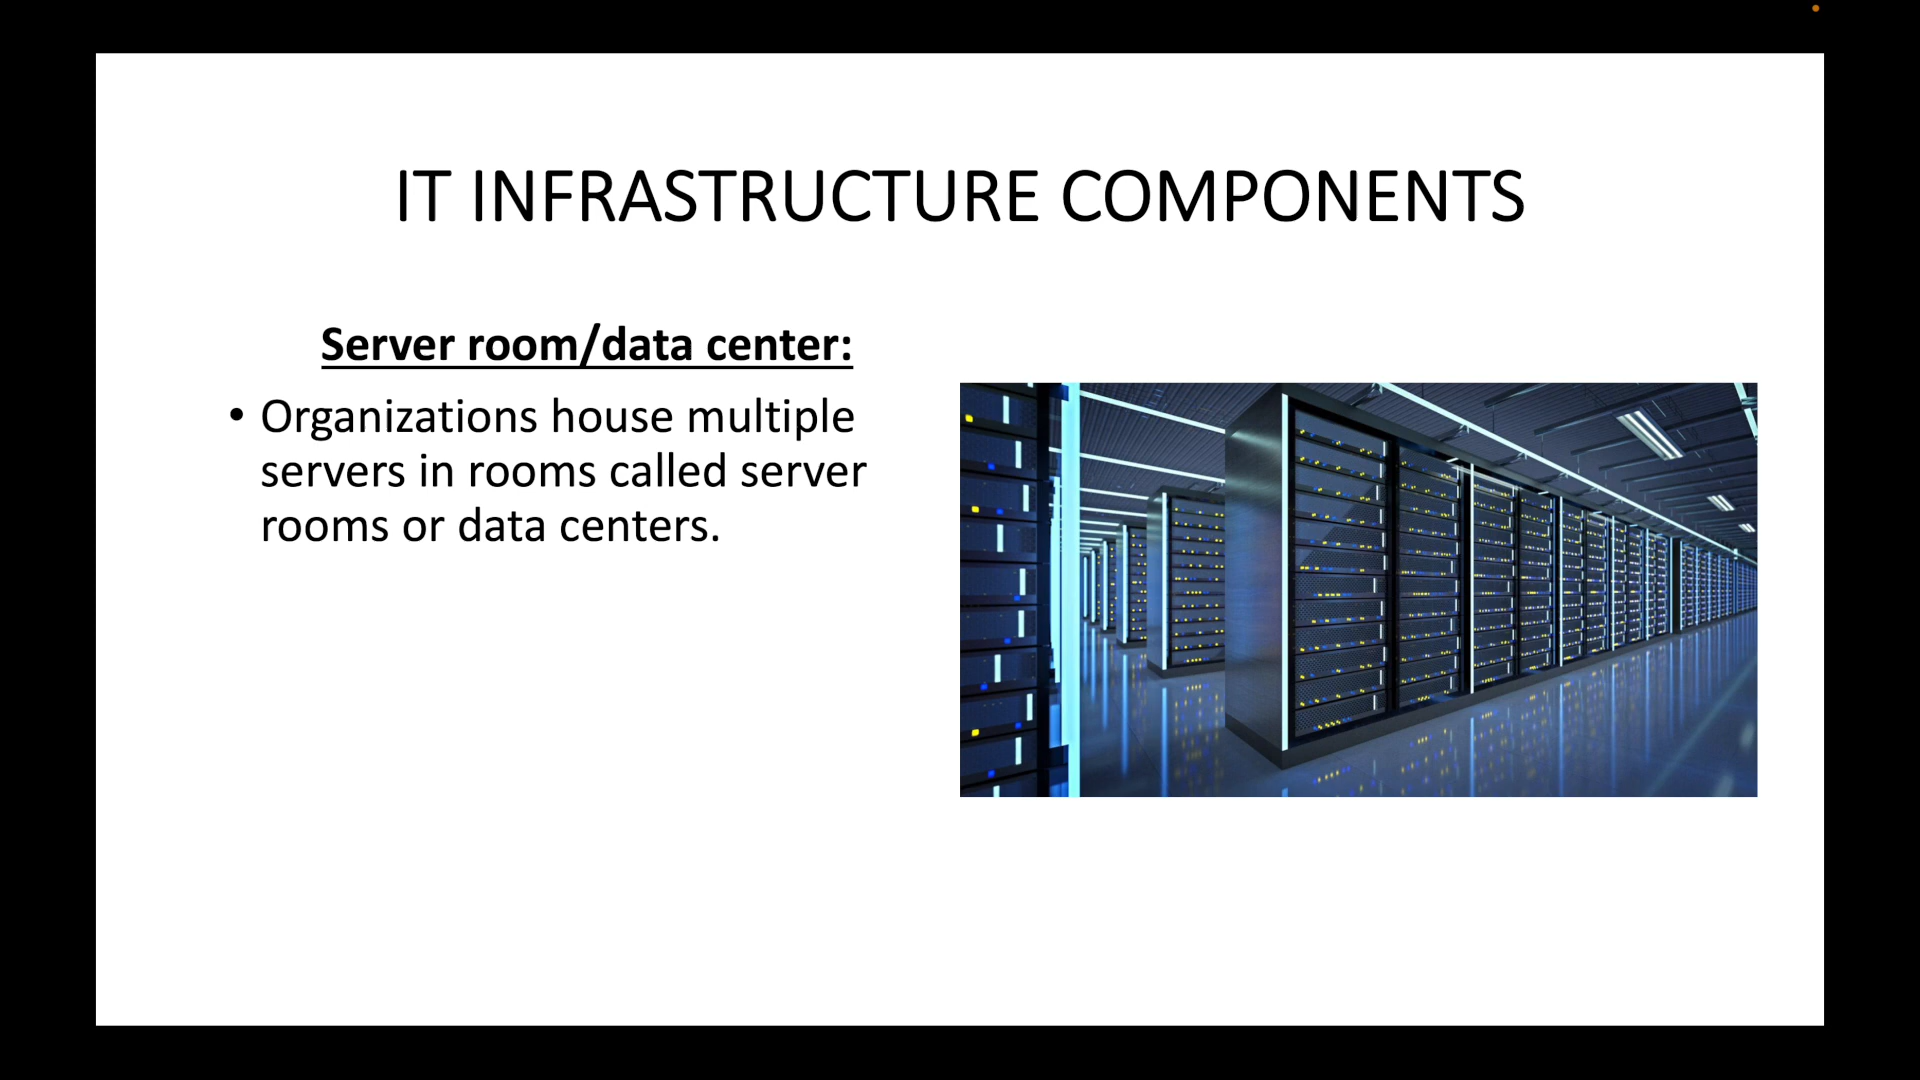 IT INFRASTRUCTURE COMPONENTS
Server room/data center:
• Organizations house multiple
servers in rooms called server
rooms or data centers.